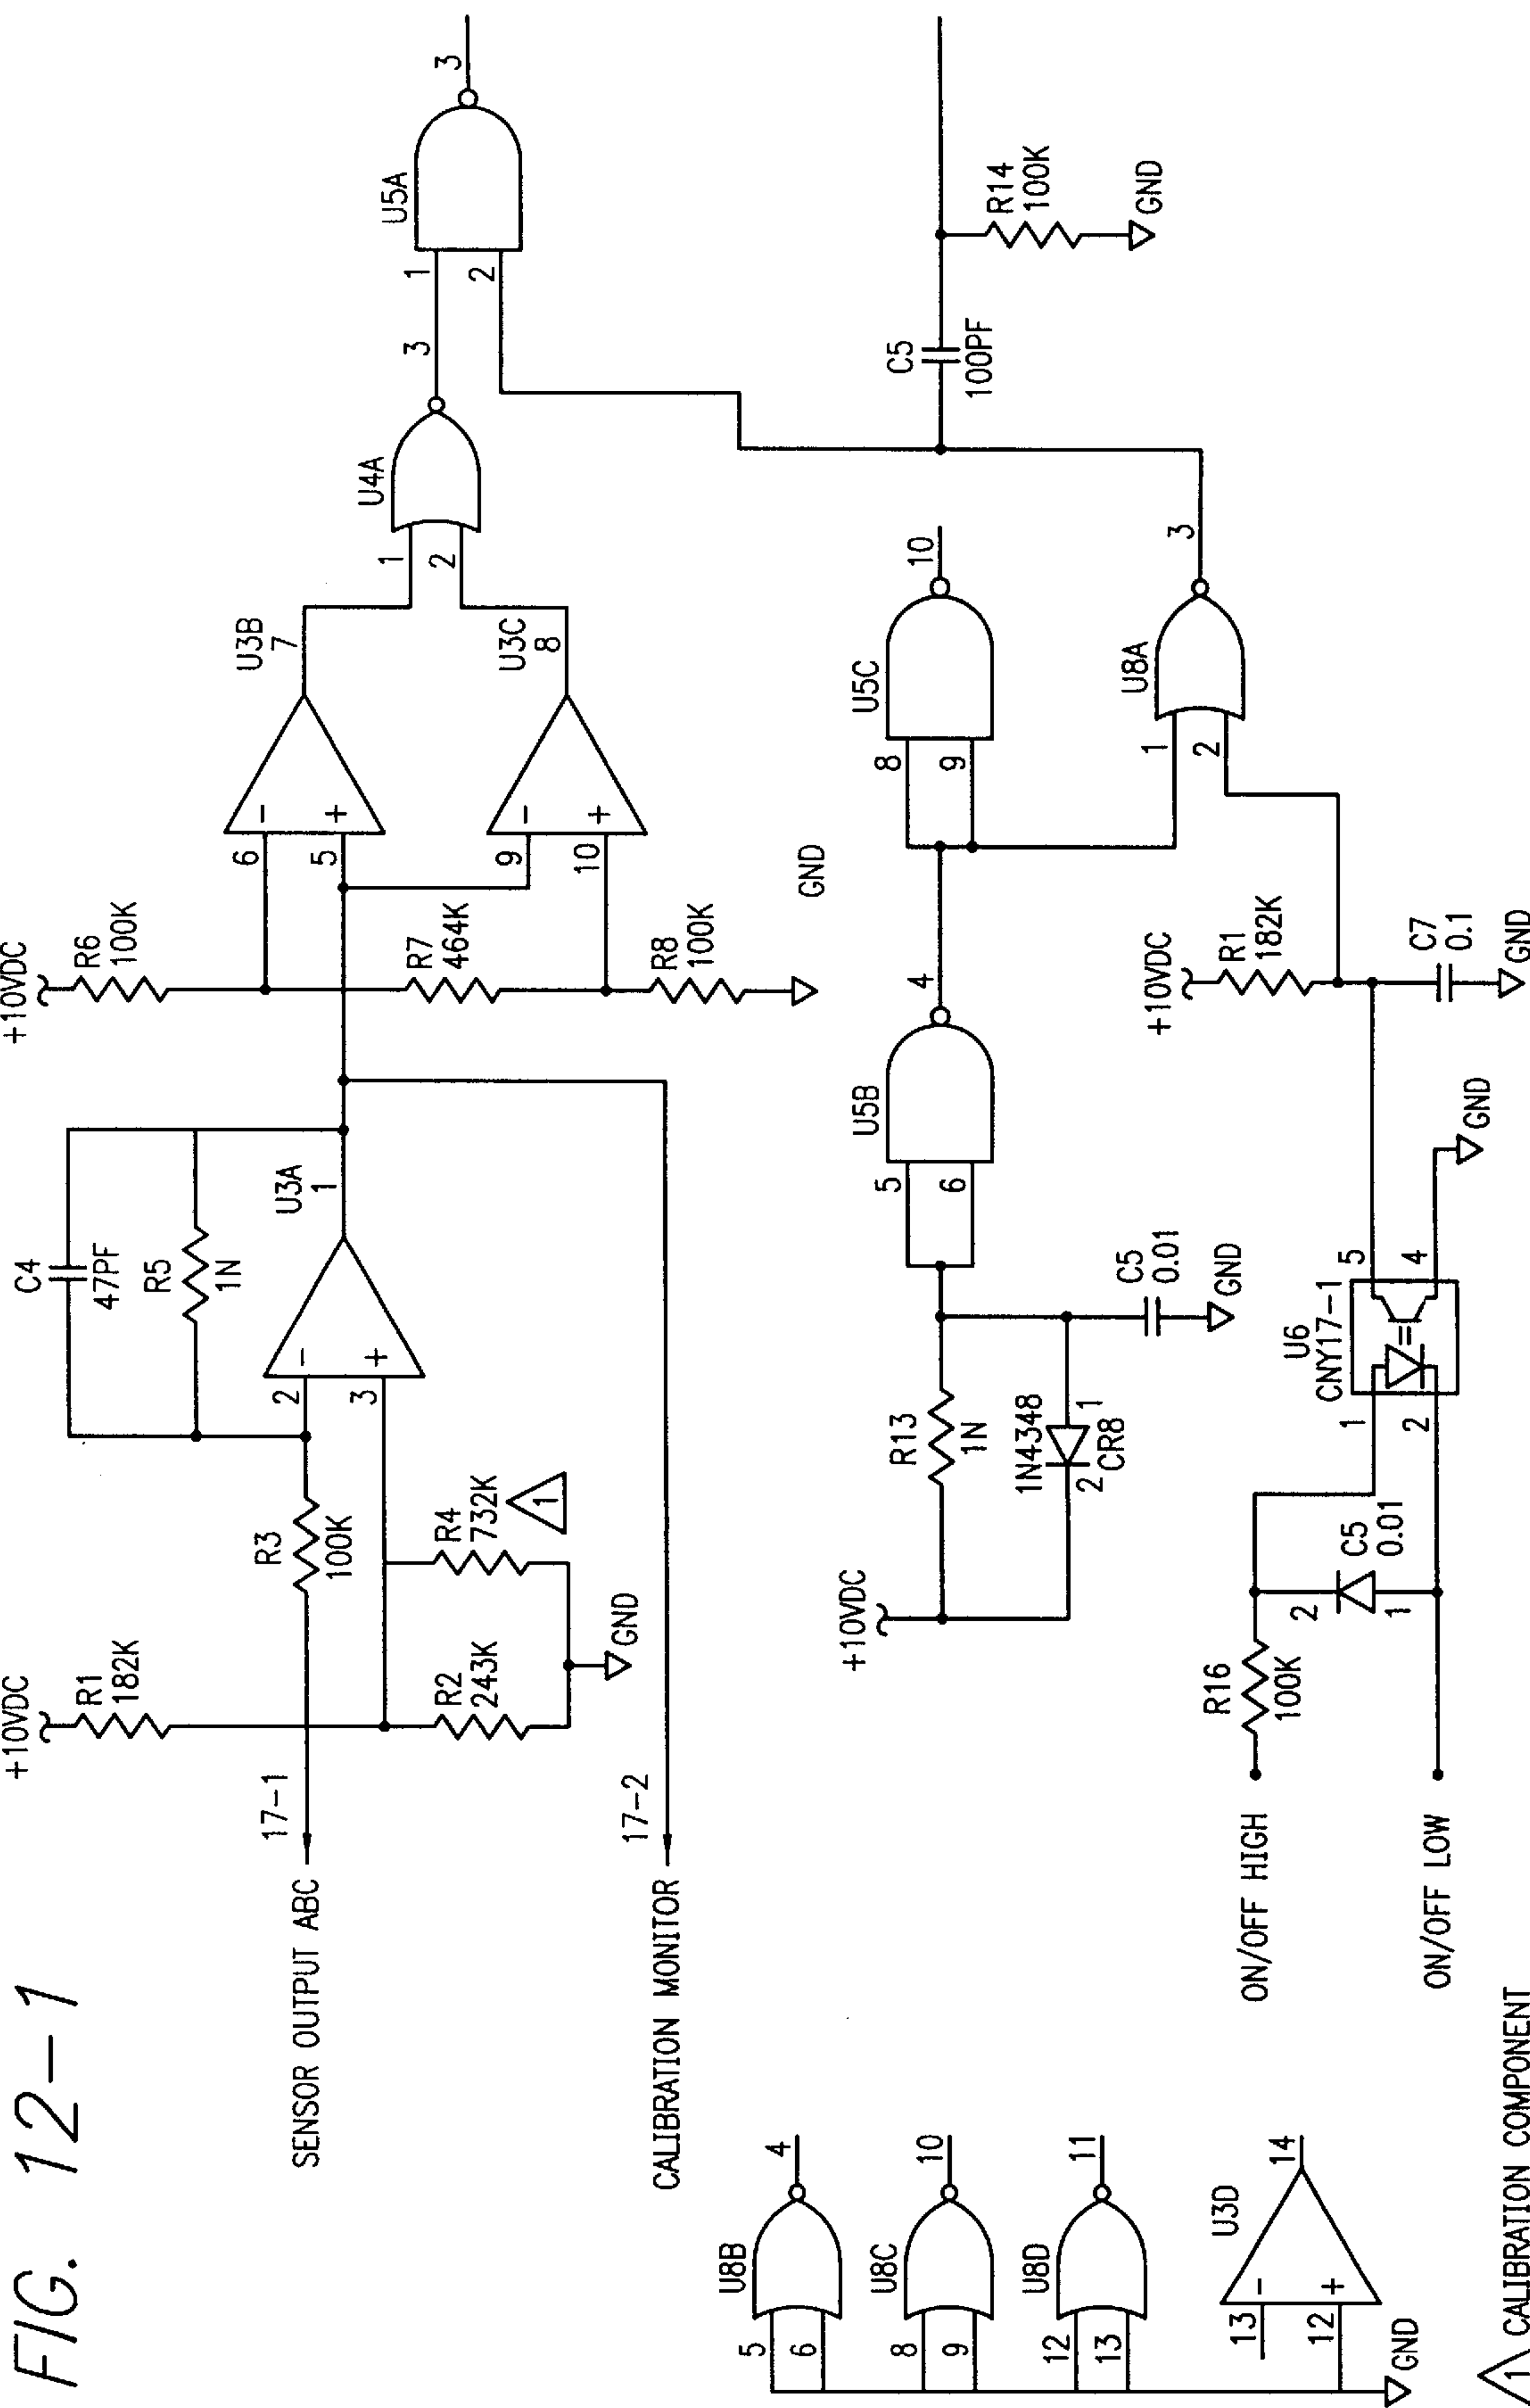 FIG. 12-1
+10VDC
R1
182K
R2
243K
R4
732K
1
GND
SENSOR OUTPUT ABC
17-1
R3
100K
C4
47PF
R5
1N
2
3
-
+
U3A
1
CALIBRATION MONITOR
17-2
+10VDC
R6
100K
R7
464K
R8
100K
GND
6
5
-
+
U3B
7
9
10
-
+
U3C
8
1
2
U4A
3
1
2
U5A
3
+10VDC
R13
1N
1N4348
2
1
CR8
C5
0.01
GND
5
6
U5B
4
8
9
U5C
10
1
2
U8A
3
C5
100PF
R14
100K
GND
ON/OFF HIGH
R16
100K
2
1
C5
0.01
ON/OFF LOW
U6
CNY17-1
1
2
5
4
GND
+10VDC
R1
182K
C7
0.1
GND
U8B
5
6
4
U8C
8
9
10
U8D
12
13
11
U3D
13
12
-
+
14
GND
1 CALIBRATION COMPONENT